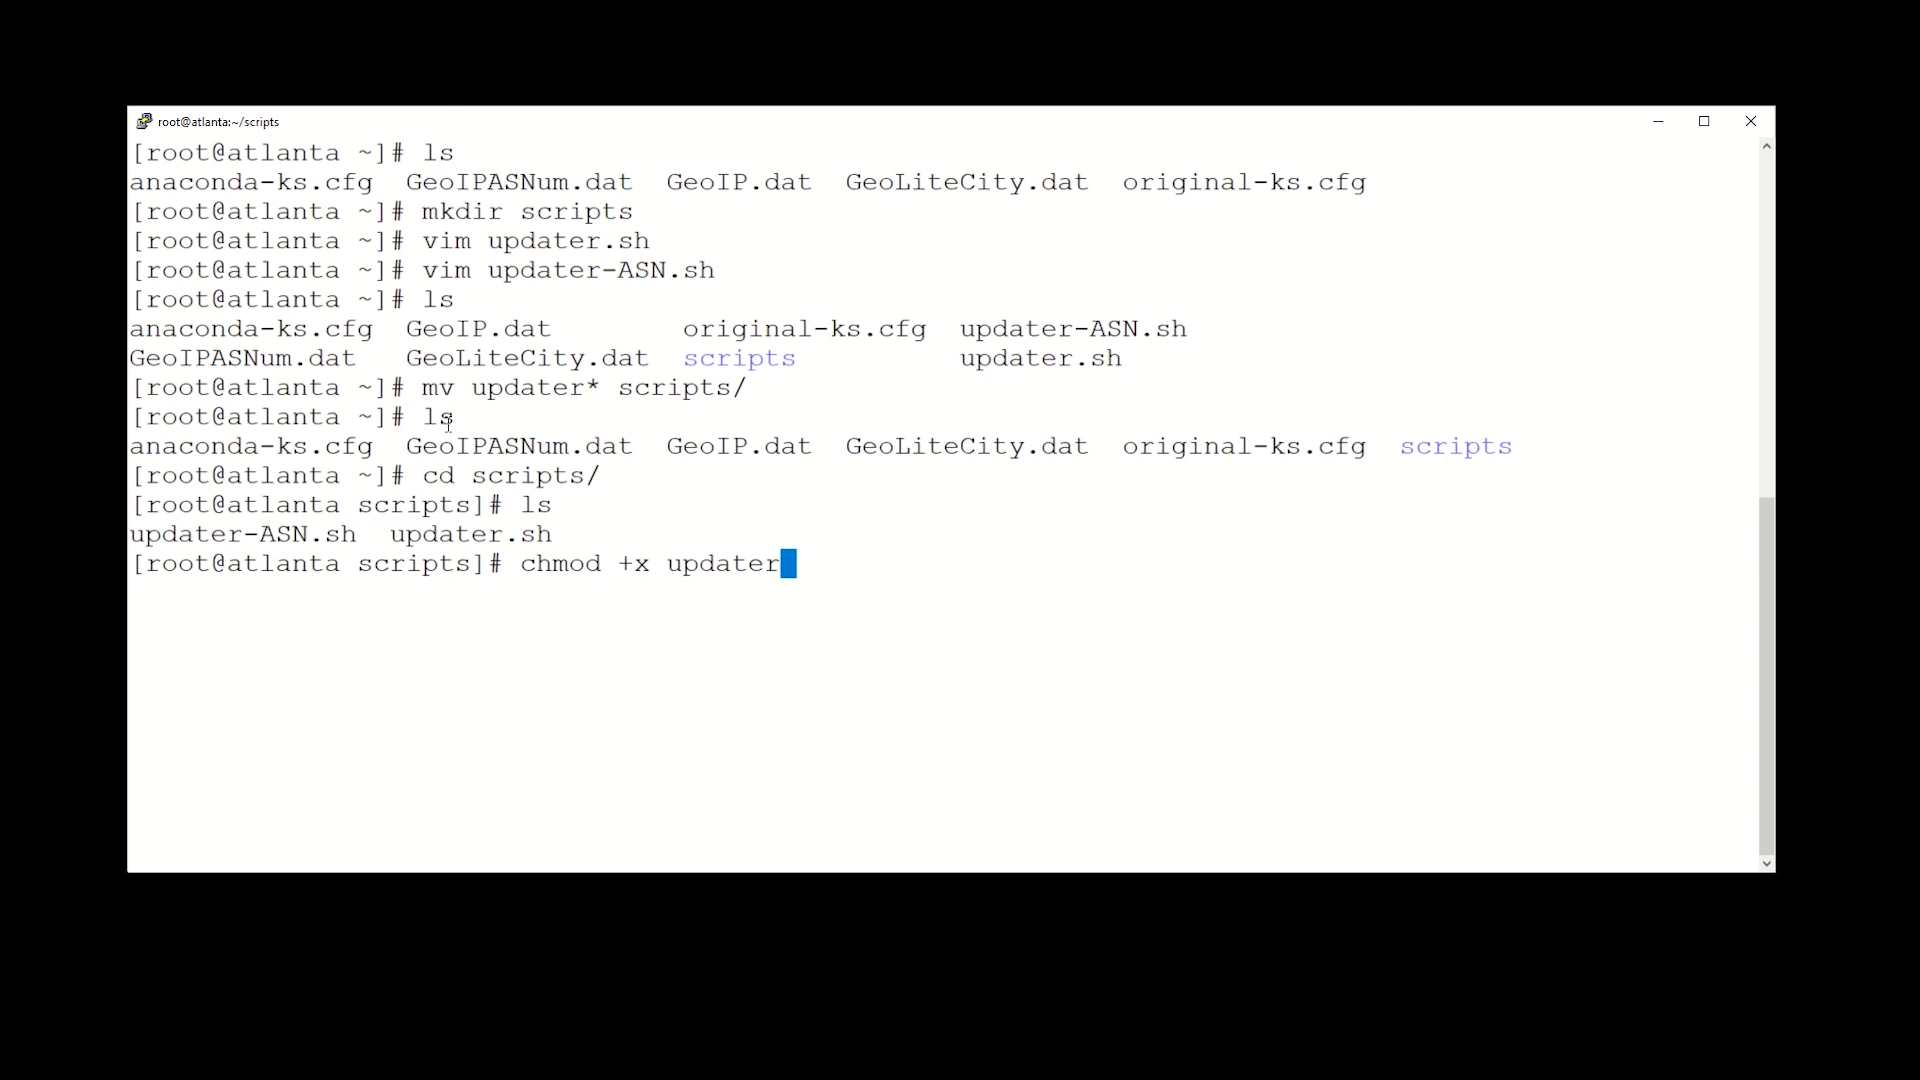 root@atlanta:~/scripts
[root@atlanta ~]# ls
anaconda-ks.cfg  GeoIPASNum.dat  GeoIP.dat  GeoLiteCity.dat  original-ks.cfg
[root@atlanta ~]# mkdir scripts
[root@atlanta ~]# vim updater.sh
[root@atlanta ~]# vim updater-ASN.sh
[root@atlanta ~]# ls
anaconda-ks.cfg  GeoIP.dat        original-ks.cfg  updater-ASN.sh
GeoIPASNum.dat   GeoLiteCity.dat  scripts          updater.sh
[root@atlanta ~]# mv updater* scripts/
[root@atlanta ~]# ls
anaconda-ks.cfg  GeoIPASNum.dat  GeoIP.dat  GeoLiteCity.dat  original-ks.cfg  scripts
[root@atlanta ~]# cd scripts/
[root@atlanta scripts]# ls
updater-ASN.sh  updater.sh
[root@atlanta scripts]# chmod +x updater